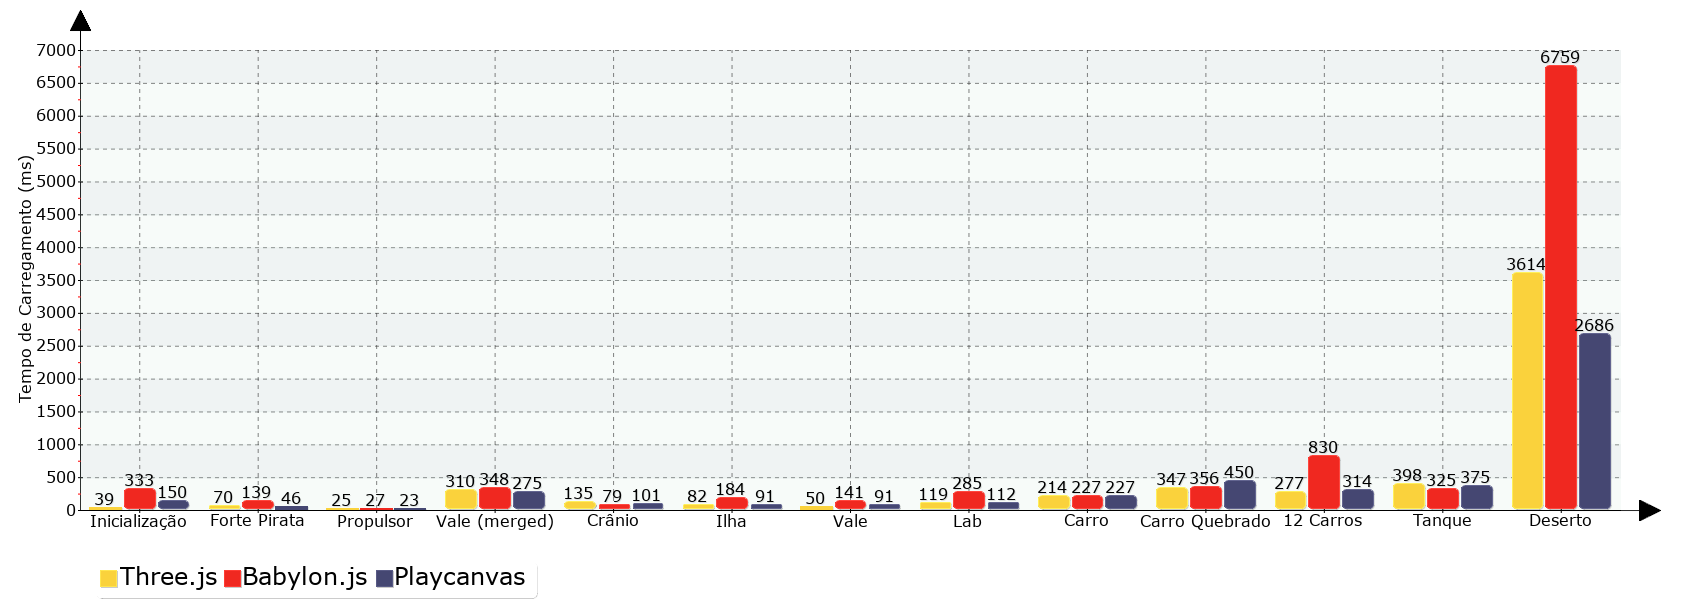 Tempo de Carregamento (ms)
7000
6500
6000
5500
5000
4500
4000
3500
3000
2500
2000
1500
1000
500
0
39 333 150
70 139 46
25 27 23
310 348 275
135 79 101
82 184 91
50 141 91
119 285 112
214 227 227
347 356 450
277 830 314
398 325 375
3614 6759 2686
Inicialização Forte Pirata Propulsor Vale (merged) Crânio Ilha Vale Lab Carro Carro Quebrado 12 Carros Tanque Deserto
Three.js Babylon.js Playcanvas